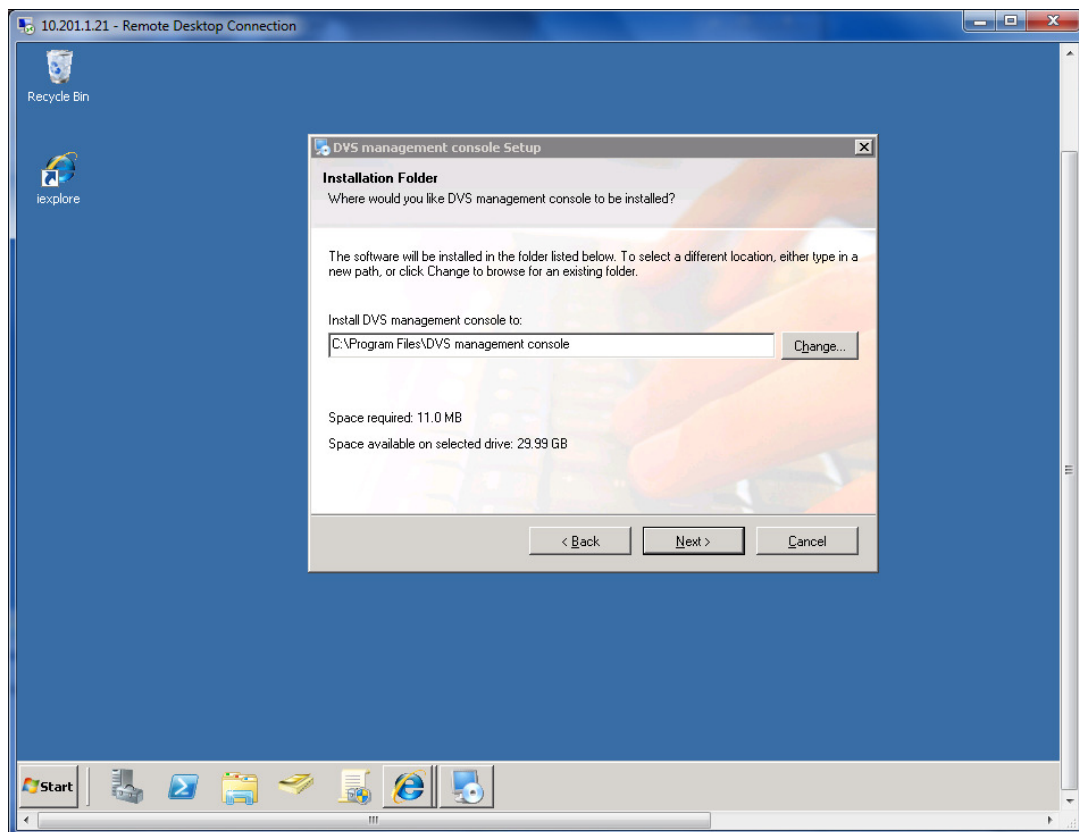 10.201.1.21 - Remote Desktop Connection
Recycle Bin
iexplore
DVS management console Setup
Installation Folder
Where would you like DVS management console to be installed?
The software will be installed in the folder listed below. To select a different location, either type in a
new path, or click Change to browse for an existing folder.
Install DVS management console to:
C:\Program Files\DVS management console
Change...
Space required: 11.0 MB
Space available on selected drive: 29.99 GB
< Back
Next >
Cancel
Start